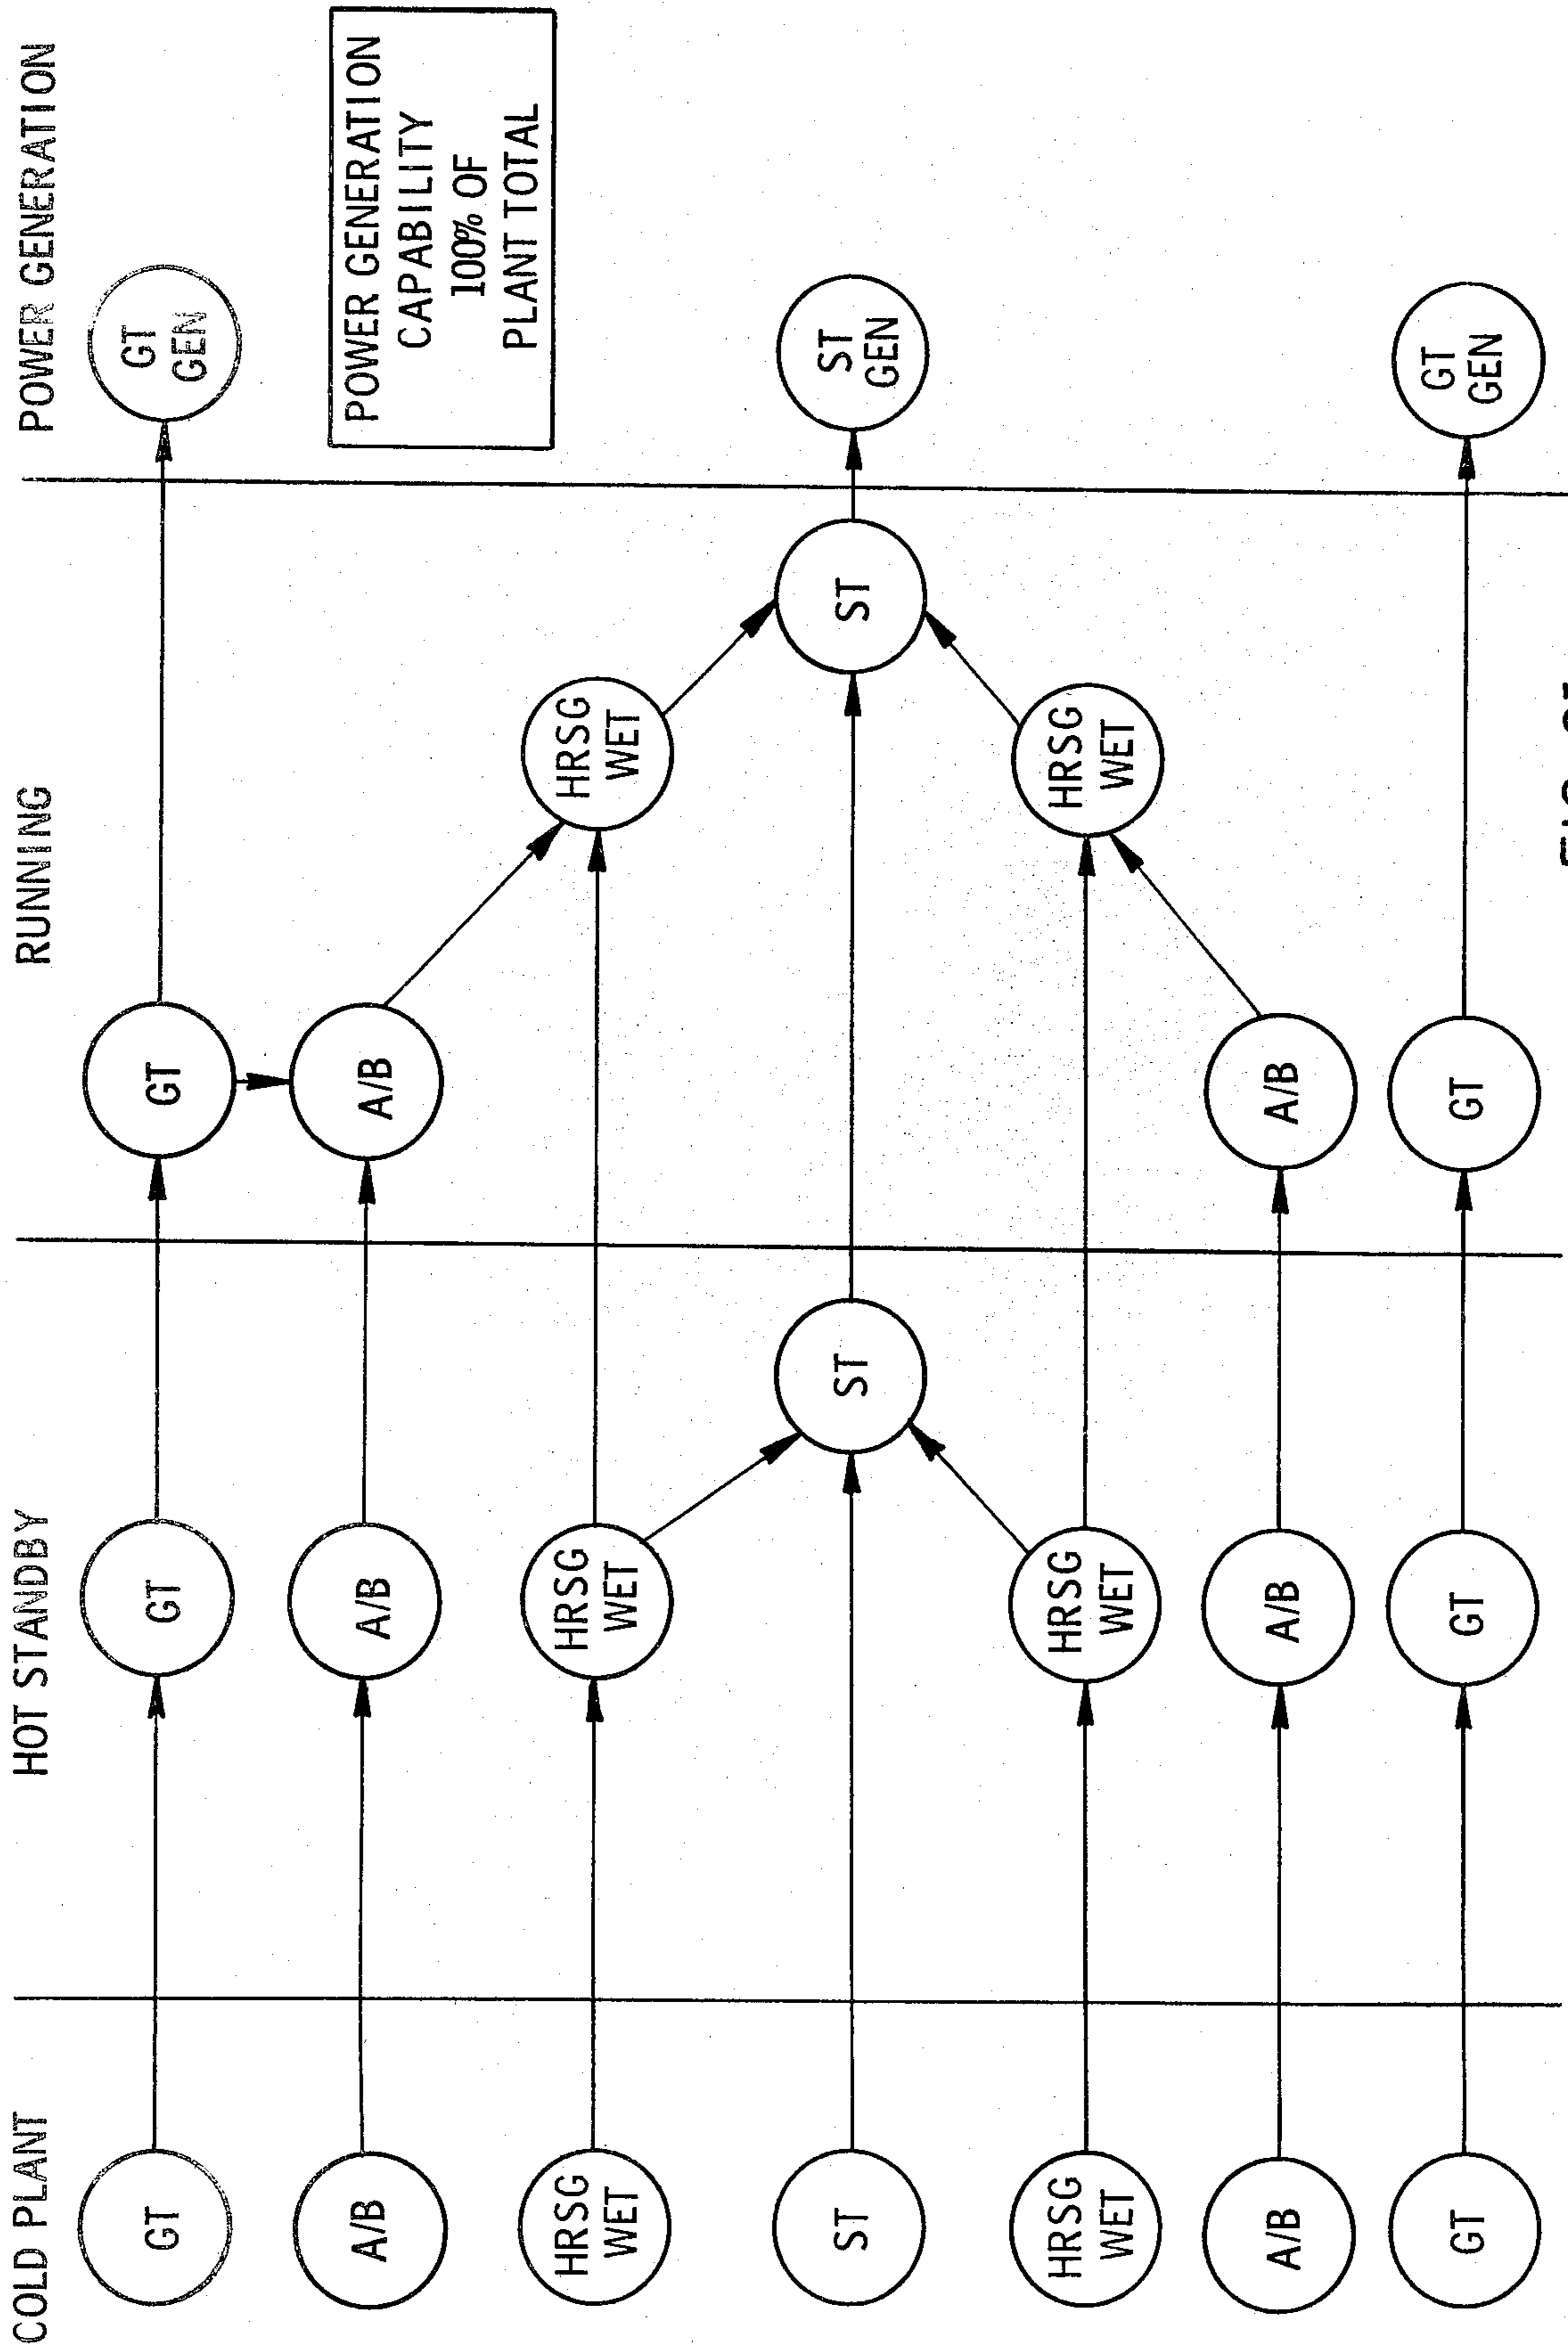 COLD PLANT
HOT STANDBY
RUNNING
POWER GENERATION
GT
GT
GT
GT
GEN
A/B
A/B
A/B
POWER GENERATION
CAPABILITY
100% OF
PLANT TOTAL
HRSG
WET
HRSG
WET
HRSG
WET
ST
ST
ST
ST
GEN
HRSG
WET
HRSG
WET
HRSG
WET
A/B
A/B
A/B
GT
GT
GT
GT
GEN